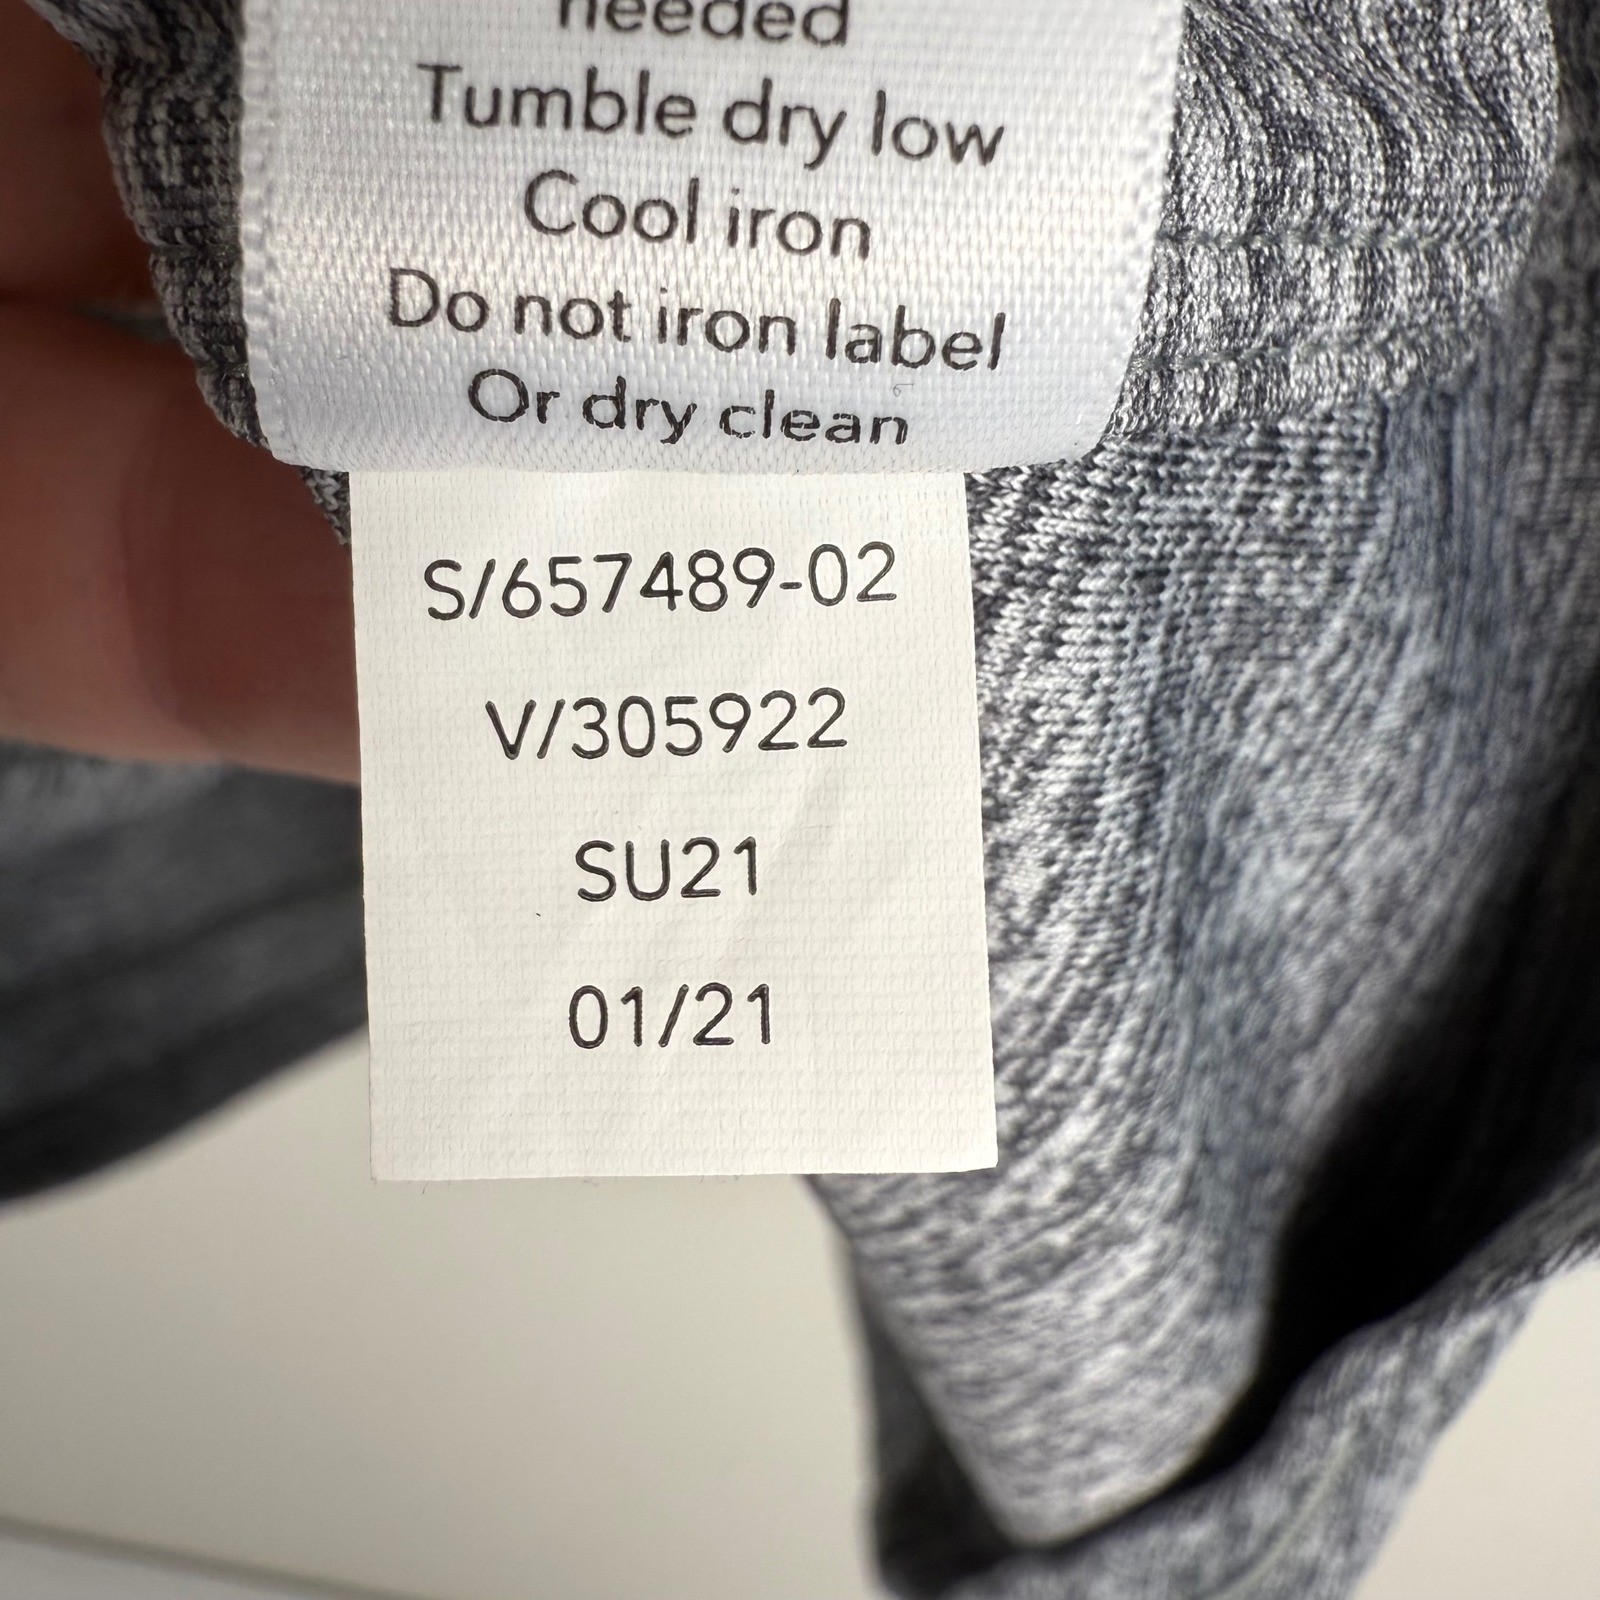 needed
Tumble dry low
Cool iron
Do not iron label
Or dry clean
S/657489-02
V/305922
SU21
01/21